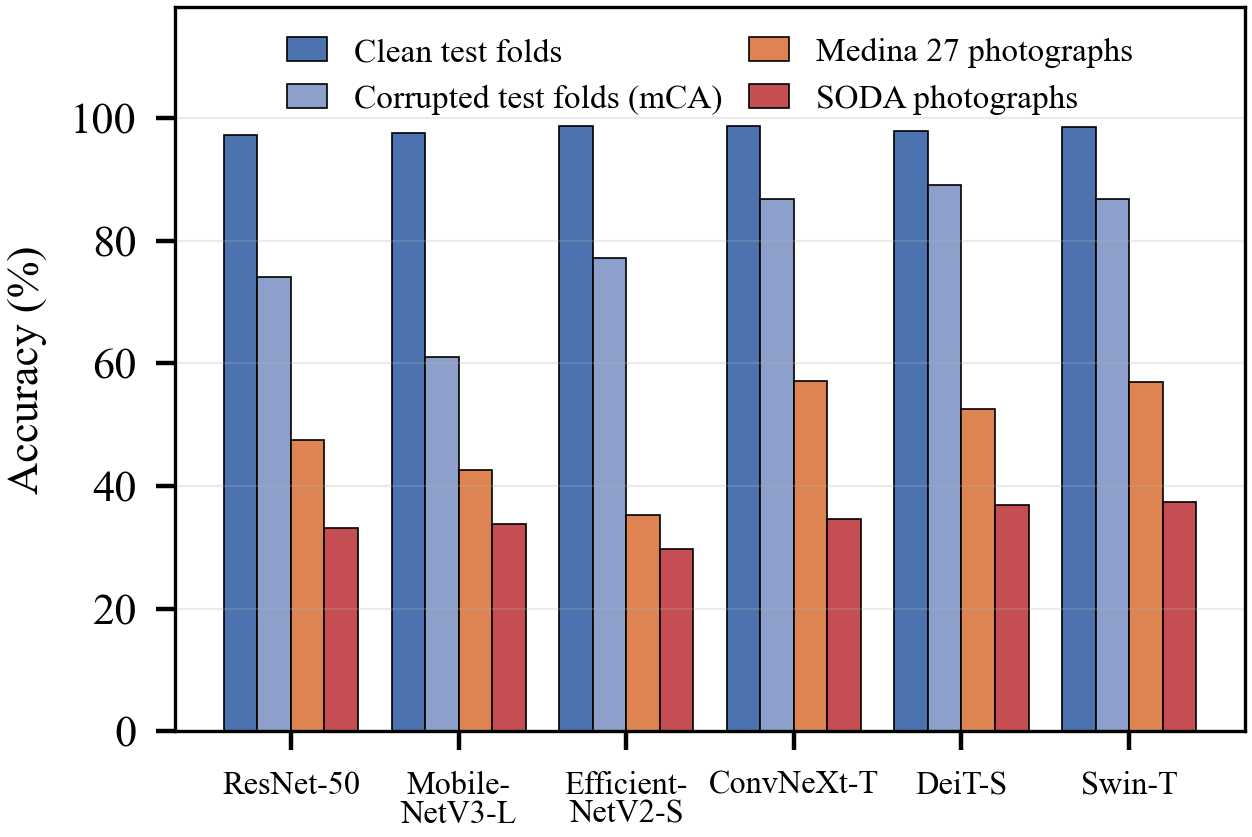 Clean test folds
Corrupted test folds (mCA)
Medina 27 photographs
SODA photographs
Accuracy (%)
100
80
60
40
20
0
ResNet-50
Mobile-
NetV3-L
Efficient-
NetV2-S
ConvNeXt-T
DeiT-S
Swin-T